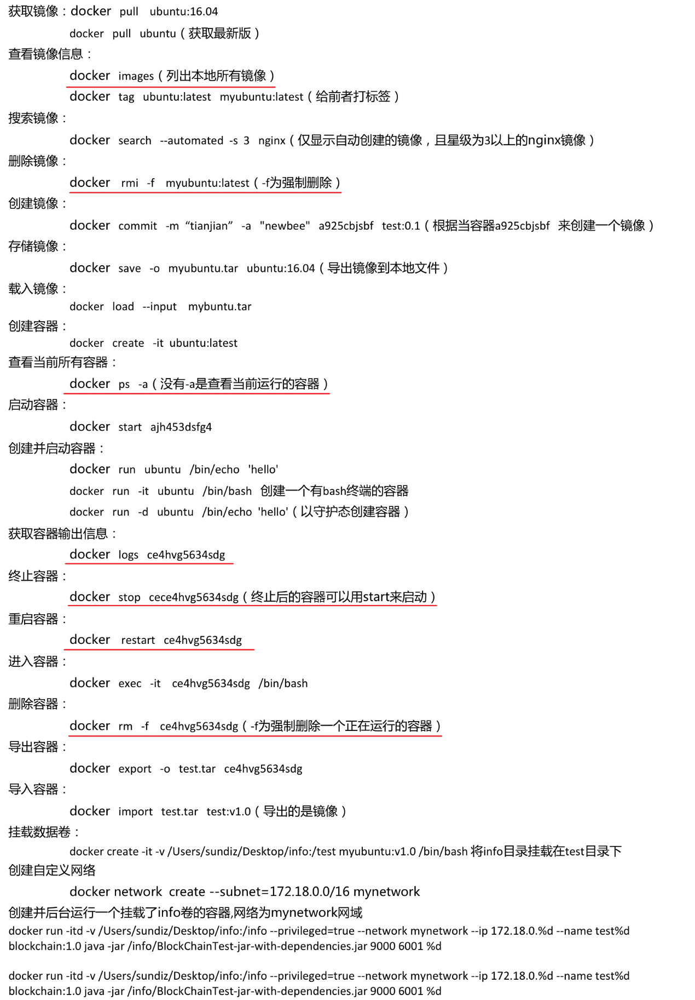 获取镜像：docker pull ubuntu:16.04
docker pull ubuntu（获取最新版）
查看镜像信息：
docker images（列出本地所有镜像）
docker tag ubuntu:latest myubuntu:latest（给前者打标签）
搜索镜像：
docker search --automated -s 3 nginx（仅显示自动创建的镜像，且星级为3以上的nginx镜像）
删除镜像：
docker rmi -f myubuntu:latest（-f为强制删除）
创建镜像：
docker commit -m “tianjian” -a "newbee" a925cbjsbf test:0.1（根据当容器a925cbjsbf 来创建一个镜像）
存储镜像：
docker save -o myubuntu.tar ubuntu:16.04（导出镜像到本地文件）
载入镜像：
docker load --input mybuntu.tar
创建容器：
docker create -it ubuntu:latest
查看当前所有容器：
docker ps -a（没有-a是查看当前运行的容器）
启动容器：
docker start ajh453dsfg4
创建并启动容器：
docker run ubuntu /bin/echo 'hello'
docker run -it ubuntu /bin/bash 创建一个有bash终端的容器
docker run -d ubuntu /bin/echo 'hello'（以守护态创建容器）
获取容器输出信息：
docker logs ce4hvg5634sdg
终止容器：
docker stop cece4hvg5634sdg（终止后的容器可以用start来启动）
重启容器：
docker restart ce4hvg5634sdg
进入容器：
docker exec -it ce4hvg5634sdg /bin/bash
删除容器：
docker rm -f ce4hvg5634sdg（-f为强制删除一个正在运行的容器）
导出容器：
docker export -o test.tar ce4hvg5634sdg
导入容器：
docker import test.tar test:v1.0（导出的是镜像）
挂载数据卷：
docker create -it -v /Users/sundiz/Desktop/info:/test myubuntu:v1.0 /bin/bash 将info目录挂载在test目录下
创建自定义网络
docker network create --subnet=172.18.0.0/16 mynetwork
创建并后台运行一个挂载了info卷的容器,网络为mynetwork网域
docker run -itd -v /Users/sundiz/Desktop/info:/info --privileged=true --network mynetwork --ip 172.18.0.%d --name test%d
blockchain:1.0 java -jar /info/BlockChainTest-jar-with-dependencies.jar 9000 6001 %d
docker run -itd -v /Users/sundiz/Desktop/info:/info --privileged=true --network mynetwork --ip 172.18.0.%d --name test%d
blockchain:1.0 java -jar /info/BlockChainTest-jar-with-dependencies.jar 9000 6001 %d